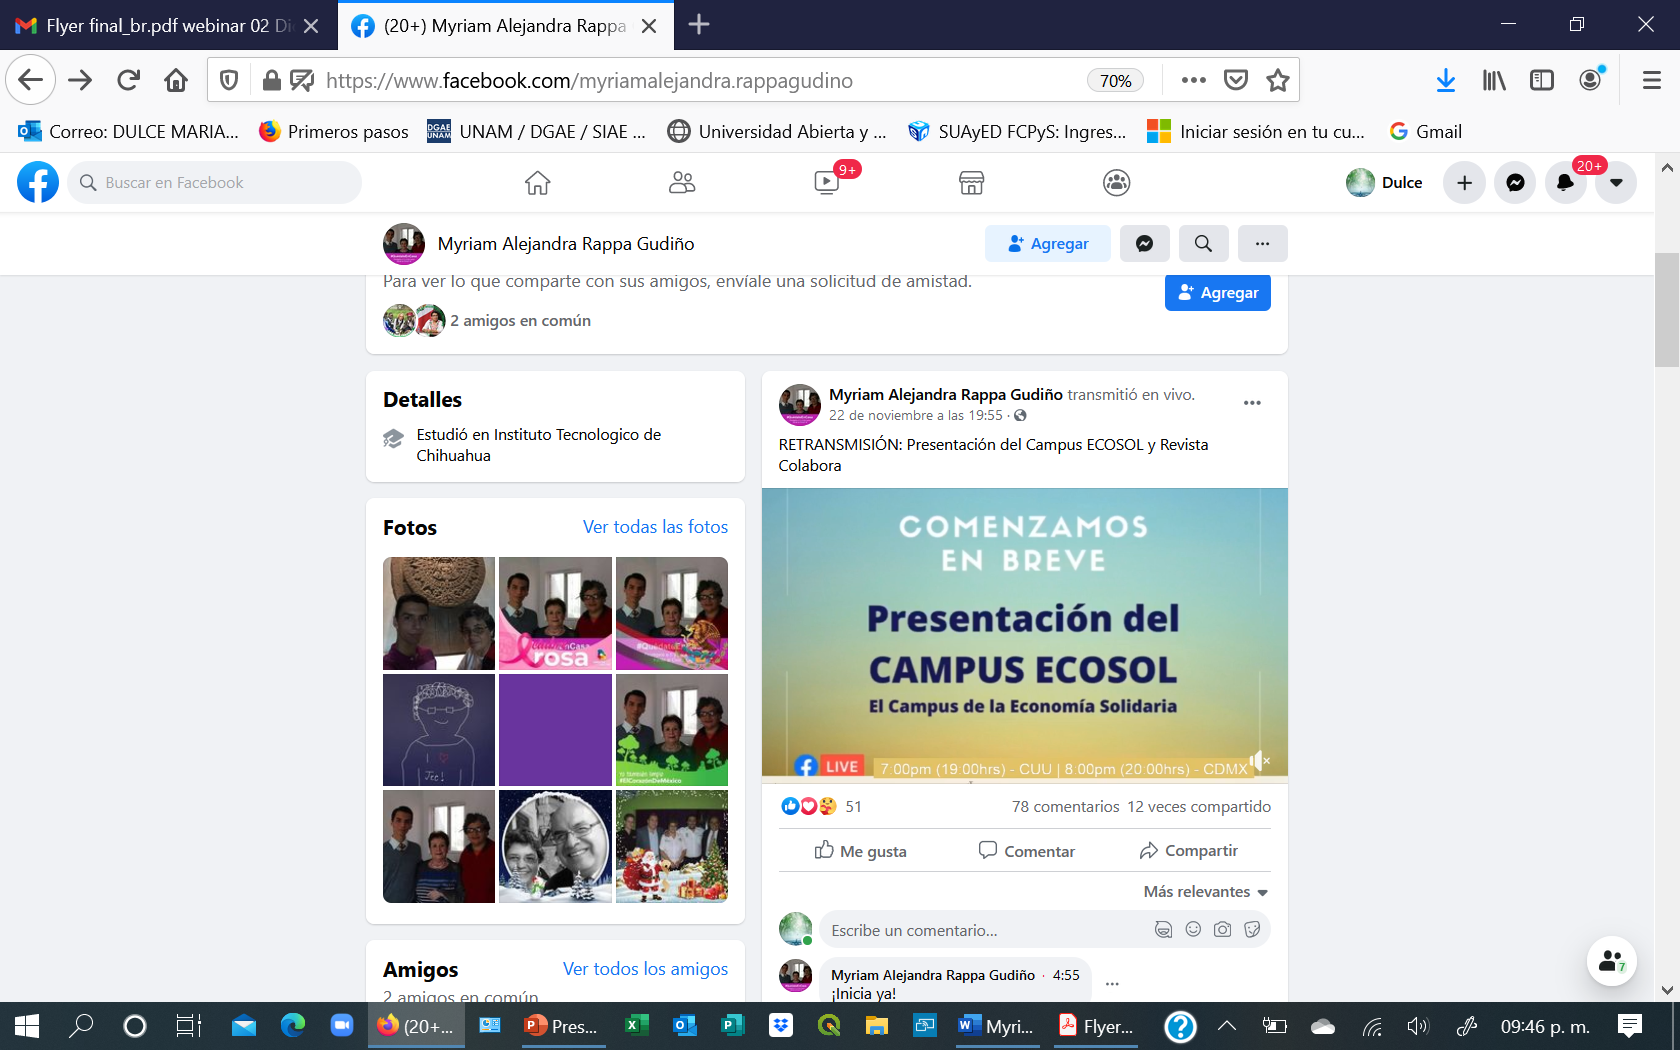 Flyer final_br.pdf webinar 02 Di
(20+) Myriam Alejandra Rappa
https://www.facebook.com/myriamalejandra.rappagudino
70%
Correo: DULCE MARIA...
Primeros pasos
DGAE UNAM
UNAM / DGAE / SIAE ...
Universidad Abierta y ...
SUAyED FCPyS: Ingres...
Iniciar sesión en tu cu...
Gmail
Buscar en Facebook
9+
Dulce
20+
Myriam Alejandra Rappa Gudiño
Agregar
Para ver lo que comparte con sus amigos, envíale una solicitud de amistad.
Agregar
2 amigos en común
Detalles
Estudió en Instituto Tecnologico de
Chihuahua
Fotos
Ver todas las fotos
rosa
I
Jee!
#ElCorazónDeMéxico
Amigos
Ver todos los amigos
2 amigos en común
Myriam Alejandra Rappa Gudiño transmitió en vivo.
22 de noviembre a las 19:55 ·
RETRANSMISIÓN: Presentación del Campus ECOSOL y Revista
Colabora
COMENZAMOS
EN BREVE
Presentación del
CAMPUS ECOSOL
El Campus de la Economía Solidaria
LIVE
7:00pm (19:00hrs) - CUU | 8:00pm (20:00hrs) - CDMX
51
78 comentarios
12 veces compartido
Me gusta
Comentar
Compartir
Más relevantes
Escribe un comentario...
Myriam Alejandra Rappa Gudiño · 4:55
¡Inicia ya!
7
(20+...
Pres...
Myri...
Flyer...
09:46 p. m.